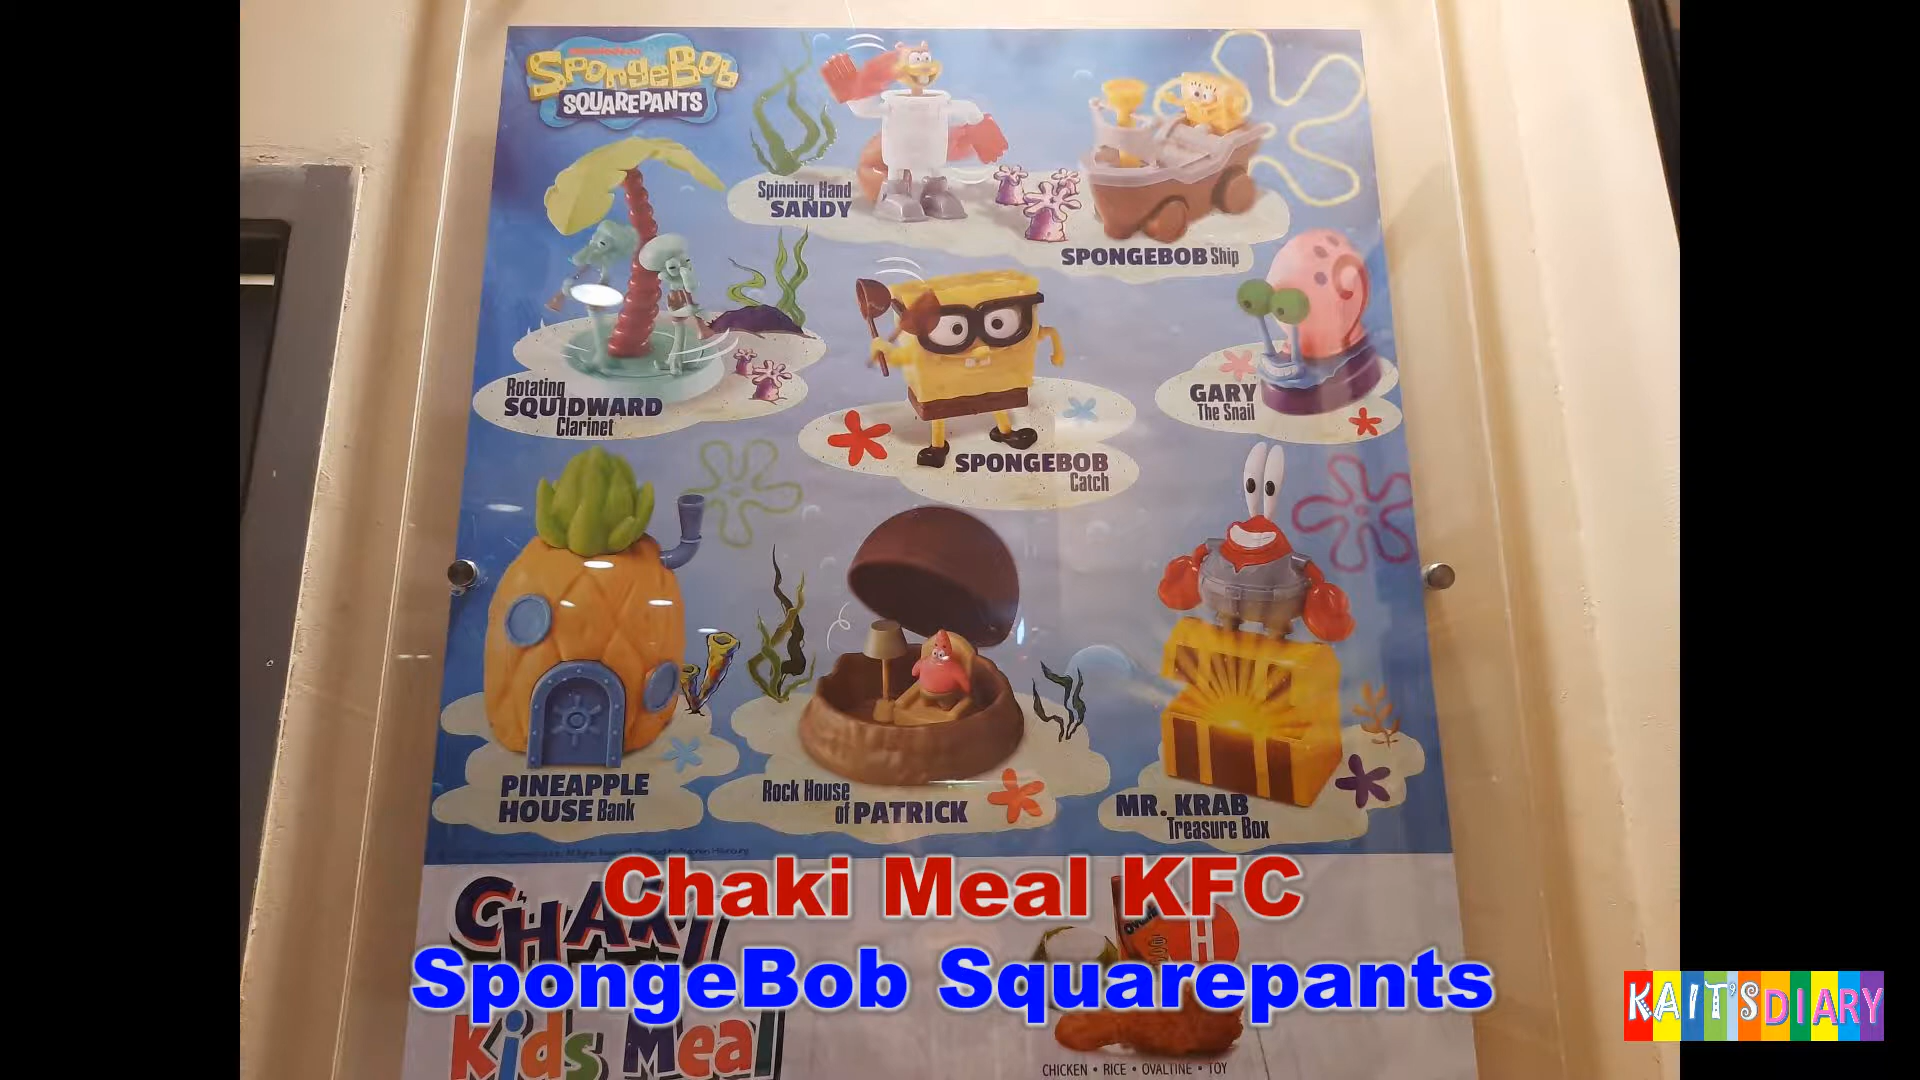 nickelodeon
SpongeBob
SQUAREPANTS
Spinning Hand
SANDY
SPONGEBOB Ship
Rotating
SQUIDWARD
Clarinet
GARY
The Snail
SPONGEBOB
Catch
PINEAPPLE
HOUSE Bank
Rock House
of PATRICK
MR. KRAB
Treasure Box
Chaki Meal KFC
SpongeBob Squarepants
CHAKI
Kids Meal
H
CHICKEN • RICE • OVALTINE • TOY
KAIT'S DIARY